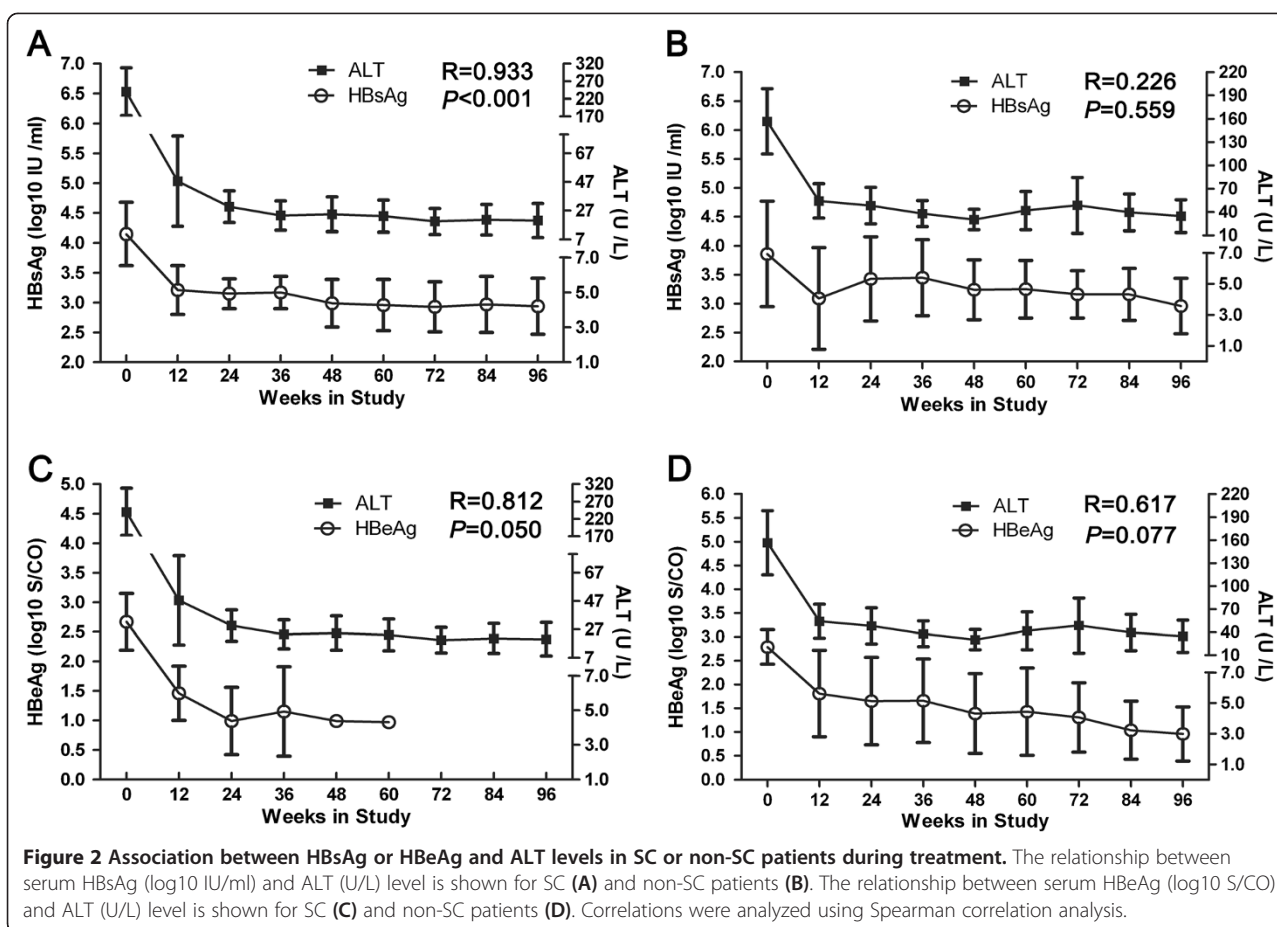 A
ALT
HBsAg
R=0.933
P<0.001
HBsAg (log10 IU /ml)
7.0
6.5
6.0
5.5
5.0
4.5
4.0
3.5
3.0
2.5
2.0
320
270
220
170
67
47
27
7
7.0
5.0
3.0
1.0
ALT (U /L)
0 12 24 36 48 60 72 84 96
Weeks in Study
B
ALT
HBsAg
R=0.226
P=0.559
HBsAg (log10 IU /ml)
7.0
6.5
6.0
5.5
5.0
4.5
4.0
3.5
3.0
2.5
2.0
220
190
160
130
100
70
40
10
7.0
5.0
3.0
1.0
ALT (U /L)
0 12 24 36 48 60 72 84 96
Weeks in Study
C
ALT
HBeAg
R=0.812
P=0.050
HBeAg (log10 S/CO)
5.0
4.5
4.0
3.5
3.0
2.5
2.0
1.5
1.0
0.5
0.0
320
270
220
170
67
47
27
7
7.0
5.0
3.0
1.0
ALT (U /L)
0 12 24 36 48 60 72 84 96
Weeks in Study
D
ALT
HBeAg
R=0.617
P=0.077
HBeAg (log10 S/CO)
6.0
5.5
5.0
4.5
4.0
3.5
3.0
2.5
2.0
1.5
1.0
0.5
0.0
220
190
160
130
100
70
40
10
7.0
5.0
3.0
1.0
ALT (U /L)
0 12 24 36 48 60 72 84 96
Weeks in Study
Figure 2 Association between HBsAg or HBeAg and ALT levels in SC or non-SC patients during treatment. The relationship between
serum HBsAg (log10 IU/ml) and ALT (U/L) level is shown for SC (A) and non-SC patients (B). The relationship between serum HBeAg (log10 S/CO)
and ALT (U/L) level is shown for SC (C) and non-SC patients (D). Correlations were analyzed using Spearman correlation analysis.